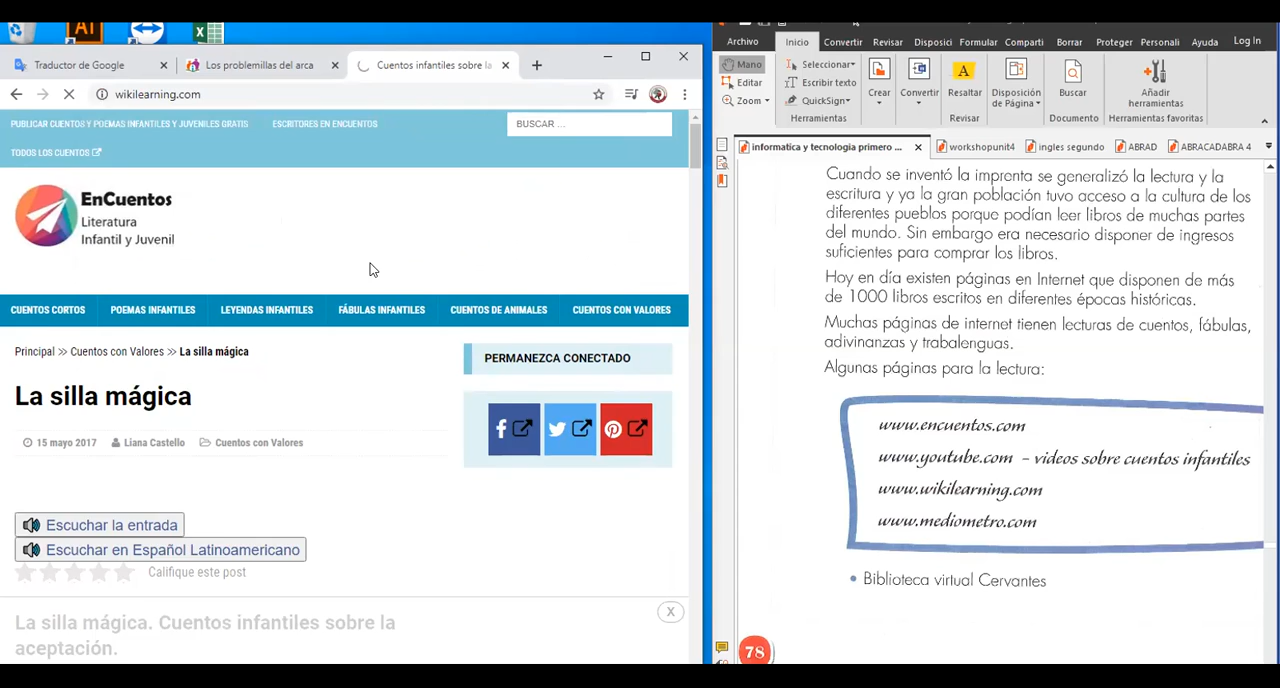 Ai
X
Traductor de Google
Los problemillas del arca
Cuentos infantiles sobre la
wikilearning.com
PUBLICAR CUENTOS Y POEMAS INFANTILES Y JUVENILES GRATIS
ESCRITORES EN ENCUENTOS
BUSCAR ...
TODOS LOS CUENTOS
EnCuentos
Literatura
Infantil y Juvenil
CUENTOS CORTOS
POEMAS INFANTILES
LEYENDAS INFANTILES
FÁBULAS INFANTILES
CUENTOS DE ANIMALES
CUENTOS CON VALORES
Principal >> Cuentos con Valores >> La silla mágica
PERMANEZCA CONECTADO
La silla mágica
15 mayo 2017
Liana Castello
Cuentos con Valores
Escuchar la entrada
Escuchar en Español Latinoamericano
Califique este post
La silla mágica. Cuentos infantiles sobre la
aceptación.
X
Archivo
Inicio
Convertir
Revisar
Disposici
Formular
Comparti
Borrar
Proteger
Personali
Ayuda
Log In
Mano
Editar
Zoom
Seleccionar
Escribir texto
QuickSign
Herramientas
Crear
Convertir
Resaltar
Revisar
Disposición
de Página
Buscar
Documento
Añadir
herramientas
Herramientas favoritas
informatica y tecnologia primero ...
workshopunit4
ingles segundo
ABRAD
ABRACADABRA 4
Cuando se inventó la imprenta se generalizó la lectura y la
escritura y ya la gran población tuvo acceso a la cultura de los
diferentes pueblos porque podían leer libros de muchas partes
del mundo. Sin embargo era necesario disponer de ingresos
suficientes para comprar los libros.
Hoy en día existen páginas en Internet que disponen de más
de 1000 libros escritos en diferentes épocas históricas.
Muchas páginas de internet tienen lecturas de cuentos, fábulas,
adivinanzas y trabalenguas.
Algunas páginas para la lectura:
www.encuentos.com
www.youtube.com - videos sobre cuentos infantiles
www.wikilearning.com
www.mediometro.com
• Biblioteca virtual Cervantes
78